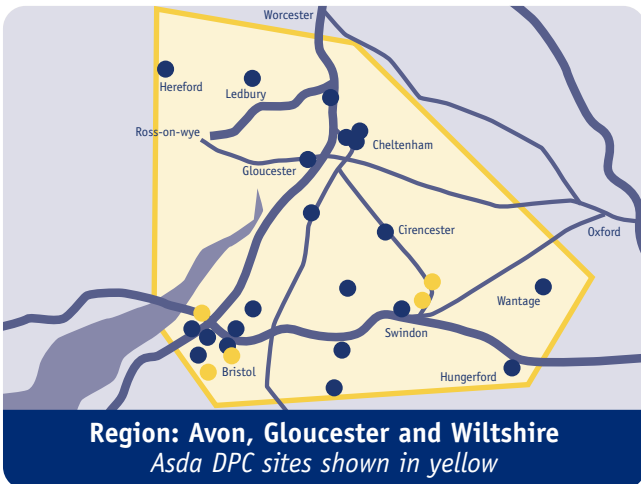 Worcester
Hereford
Ledbury
Ross-on-wye
Cheltenham
Gloucester
Cirencester
Oxford
Wantage
Swindon
Bristol
Hungerford
Region: Avon, Gloucester and Wiltshire
Asda DPC sites shown in yellow